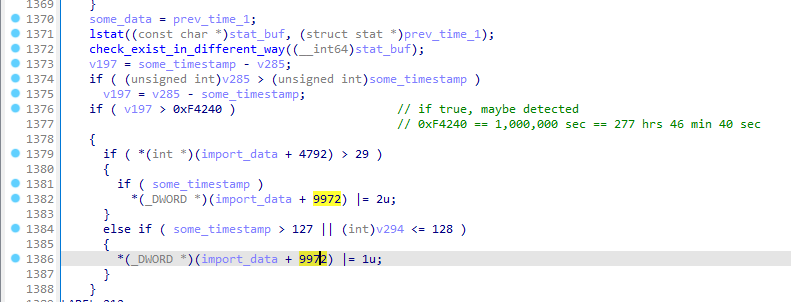 1369 }
1370 some_data = prev_time_1;
1371 lstat((const char *)stat_buf, (struct stat *)prev_time_1);
1372 check_exist_in_different_way((__int64)stat_buf);
1373 v197 = some_timestamp - v285;
1374 if ( (unsigned int)v285 > (unsigned int)some_timestamp )
1375 v197 = v285 - some_timestamp;
1376 if ( v197 > 0xF4240 ) // if true, maybe detected
1377 // 0xF4240 == 1,000,000 sec == 277 hrs 46 min 40 sec
1378 {
1379 if ( *(int *)(import_data + 4792) > 29 )
1380 {
1381 if ( some_timestamp )
1382 *(_DWORD *)(import_data + 9972) |= 2u;
1383 }
1384 else if ( some_timestamp > 127 || (int)v294 <= 128 )
1385 {
1386 *(_DWORD *)(import_data + 9972) |= 1u;
1387 }
1388 }